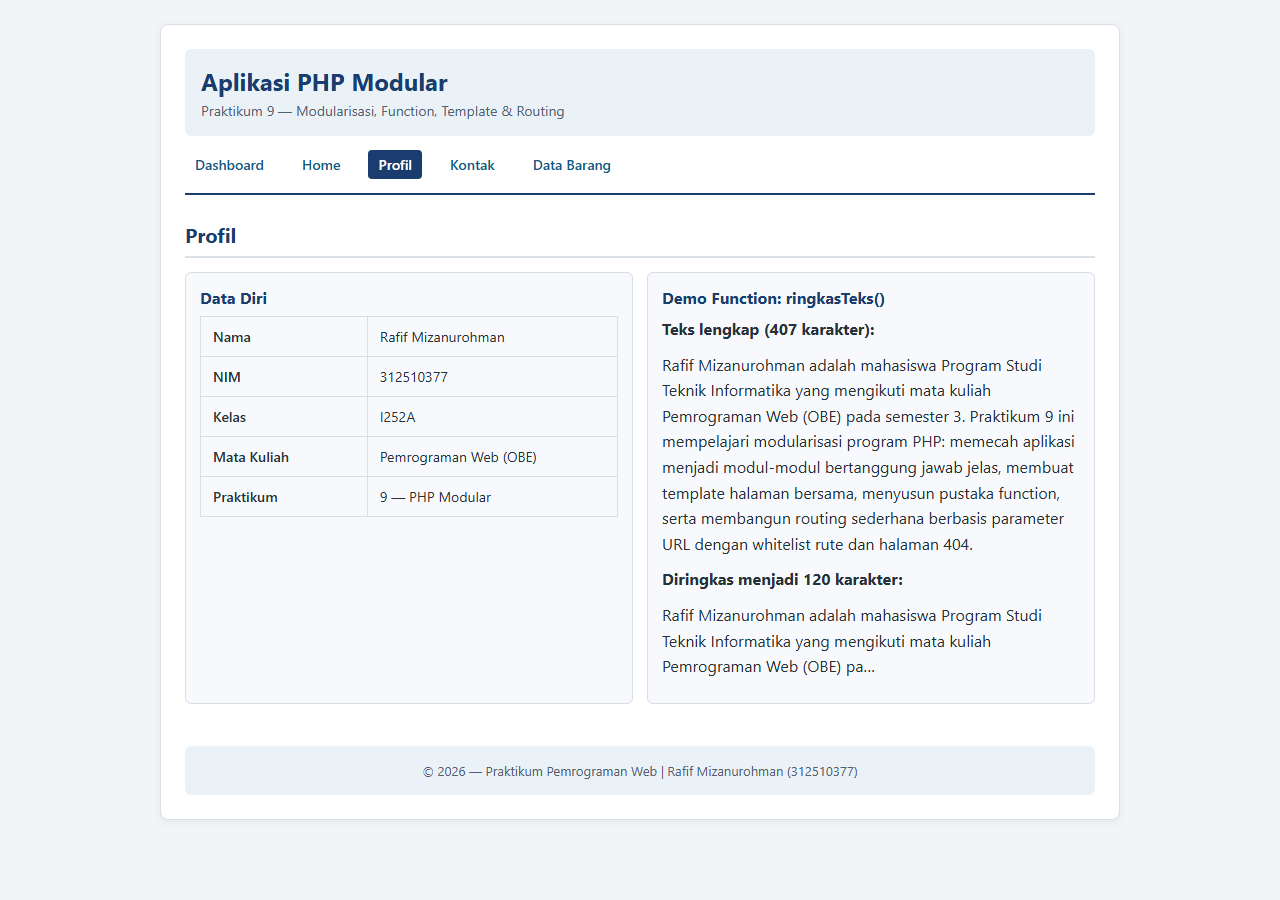 Aplikasi PHP Modular
Praktikum 9 — Modularisasi, Function, Template & Routing
Dashboard Home Profil Kontak Data Barang
Profil
Data Diri
Nama Rafif Mizanurohman
NIM 312510377
Kelas I252A
Mata Kuliah Pemrograman Web (OBE)
Praktikum 9 — PHP Modular
Demo Function: ringkasTeks()
Teks lengkap (407 karakter):
Rafif Mizanurohman adalah mahasiswa Program Studi
Teknik Informatika yang mengikuti mata kuliah
Pemrograman Web (OBE) pada semester 3. Praktikum 9 ini
mempelajari modularisasi program PHP: memecah aplikasi
menjadi modul-modul bertanggung jawab jelas, membuat
template halaman bersama, menyusun pustaka function,
serta membangun routing sederhana berbasis parameter
URL dengan whitelist rute dan halaman 404.
Diringkas menjadi 120 karakter:
Rafif Mizanurohman adalah mahasiswa Program Studi
Teknik Informatika yang mengikuti mata kuliah
Pemrograman Web (OBE) pa...
© 2026 — Praktikum Pemrograman Web | Rafif Mizanurohman (312510377)